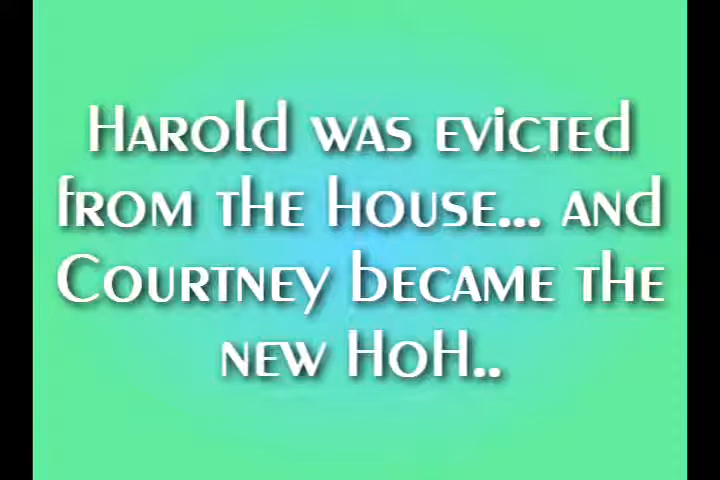 Harold was evicted
from the house... and
Courtney became the
new HoH..